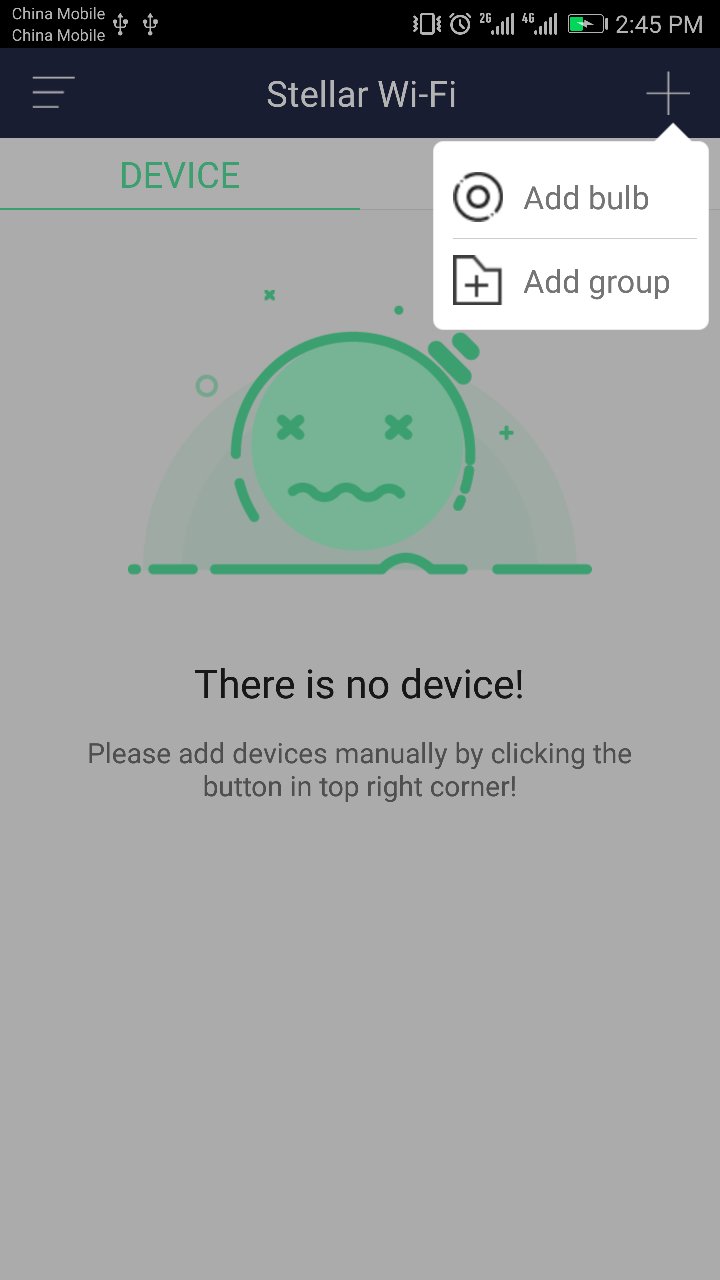 China Mobile
China Mobile
2G 4G 2:45 PM
Stellar Wi-Fi
DEVICE
Add bulb
Add group
There is no device!
Please add devices manually by clicking the
button in top right corner!